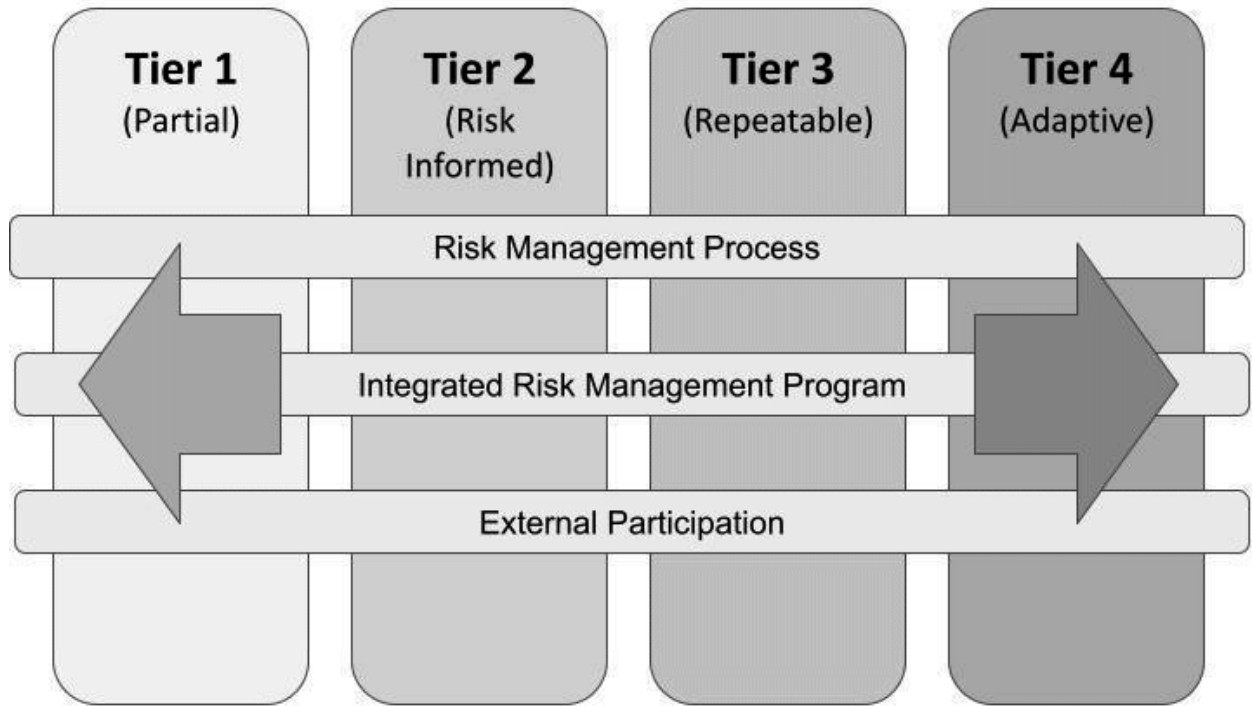 Tier 1
(Partial)
Tier 2
(Risk
Informed)
Tier 3
(Repeatable)
Tier 4
(Adaptive)
Risk Management Process
Integrated Risk Management Program
External Participation